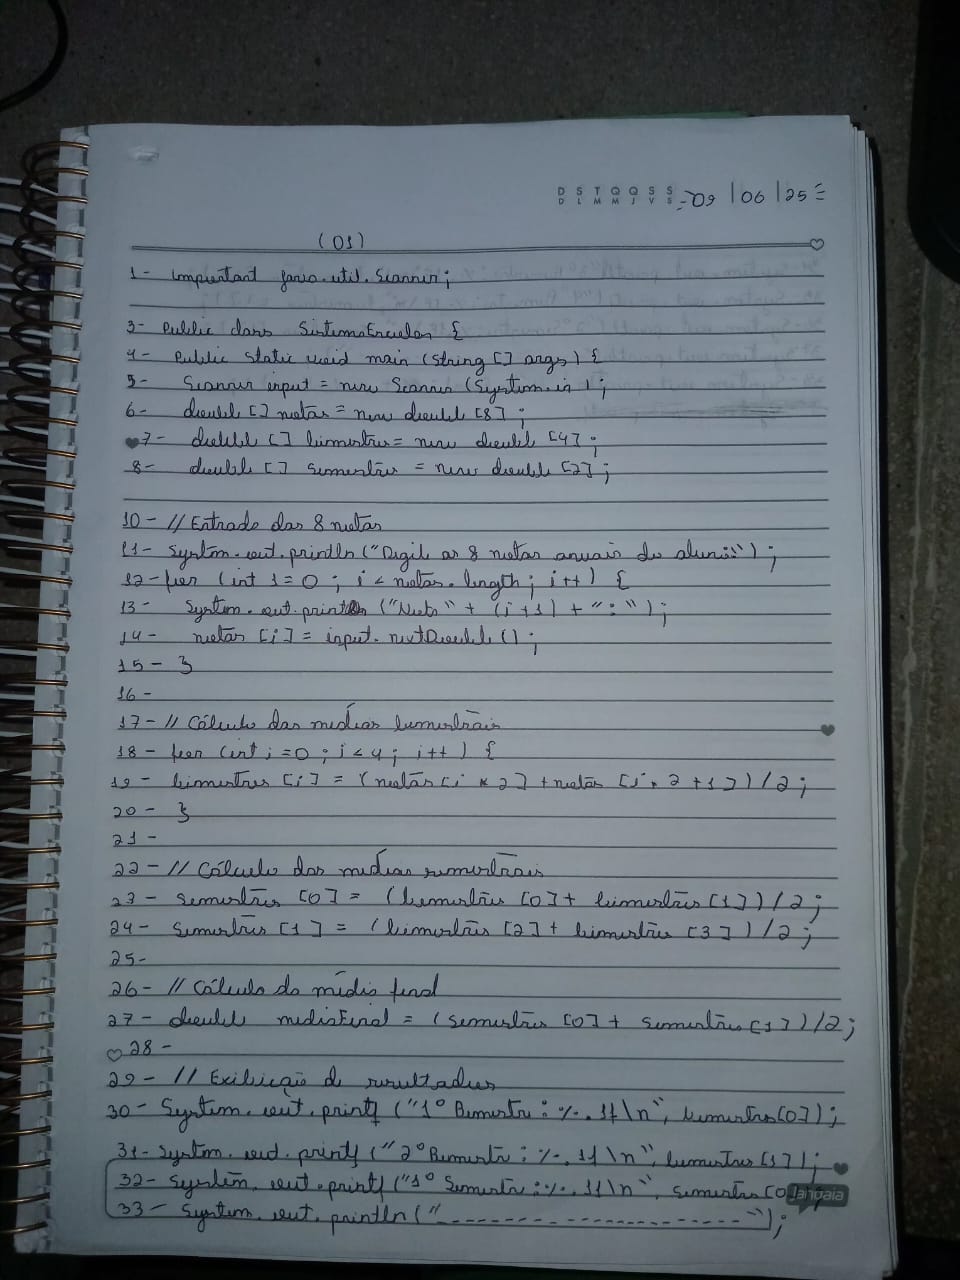 D S T Q Q S S
D L M M J V S
09 | 06 | 25
(01)
1- Important java.util.Scanner;
3- Public class SistemaEscolar {
4- Public static void main (String [] args) {
5- Scanner input = new Scanner (System.in);
6- double [] notas = new double [8];
7- double [] bimestres = new double [4];
8- double [] semestres = new double [2];
10- // Entrada das 8 notas
11- System.out.println ("Digite as 8 notas anuais do aluno:");
12- for (int 1 = 0; i < notas.length; i++) {
13- System.out.print ("Nota" + (i+1) + ":");
14- notas [i] = input.nextDouble ();
15- }
16-
17- // Cálculo das médias bimestrais
18- for (int i = 0; i < 4; i++) {
19- bimestres [i] = (notas [i * 2] + notas [i * 2 + 1]) / 2;
20- }
21-
22- // Cálculo das médias semestrais
23- semestres [0] = (bimestres [0] + bimestres [1]) / 2;
24- semestres [1] = (bimestres [2] + bimestres [3]) / 2;
25-
26- // Cálculo da média final
27- double mediaFinal = (semestres [0] + semestres [1]) / 2;
28-
29- // Exibição de resultados
30- System.out.printf ("1º Bimestre: %.1f\n", bimestres[0]);
31- System.out.printf ("2º Bimestre: %.1f\n", bimestres [1]);
32- System.out.printf ("1º Semestre: %.1f\n", semestres [0]);
Jandaia
33- System.out.println ("------------------------");